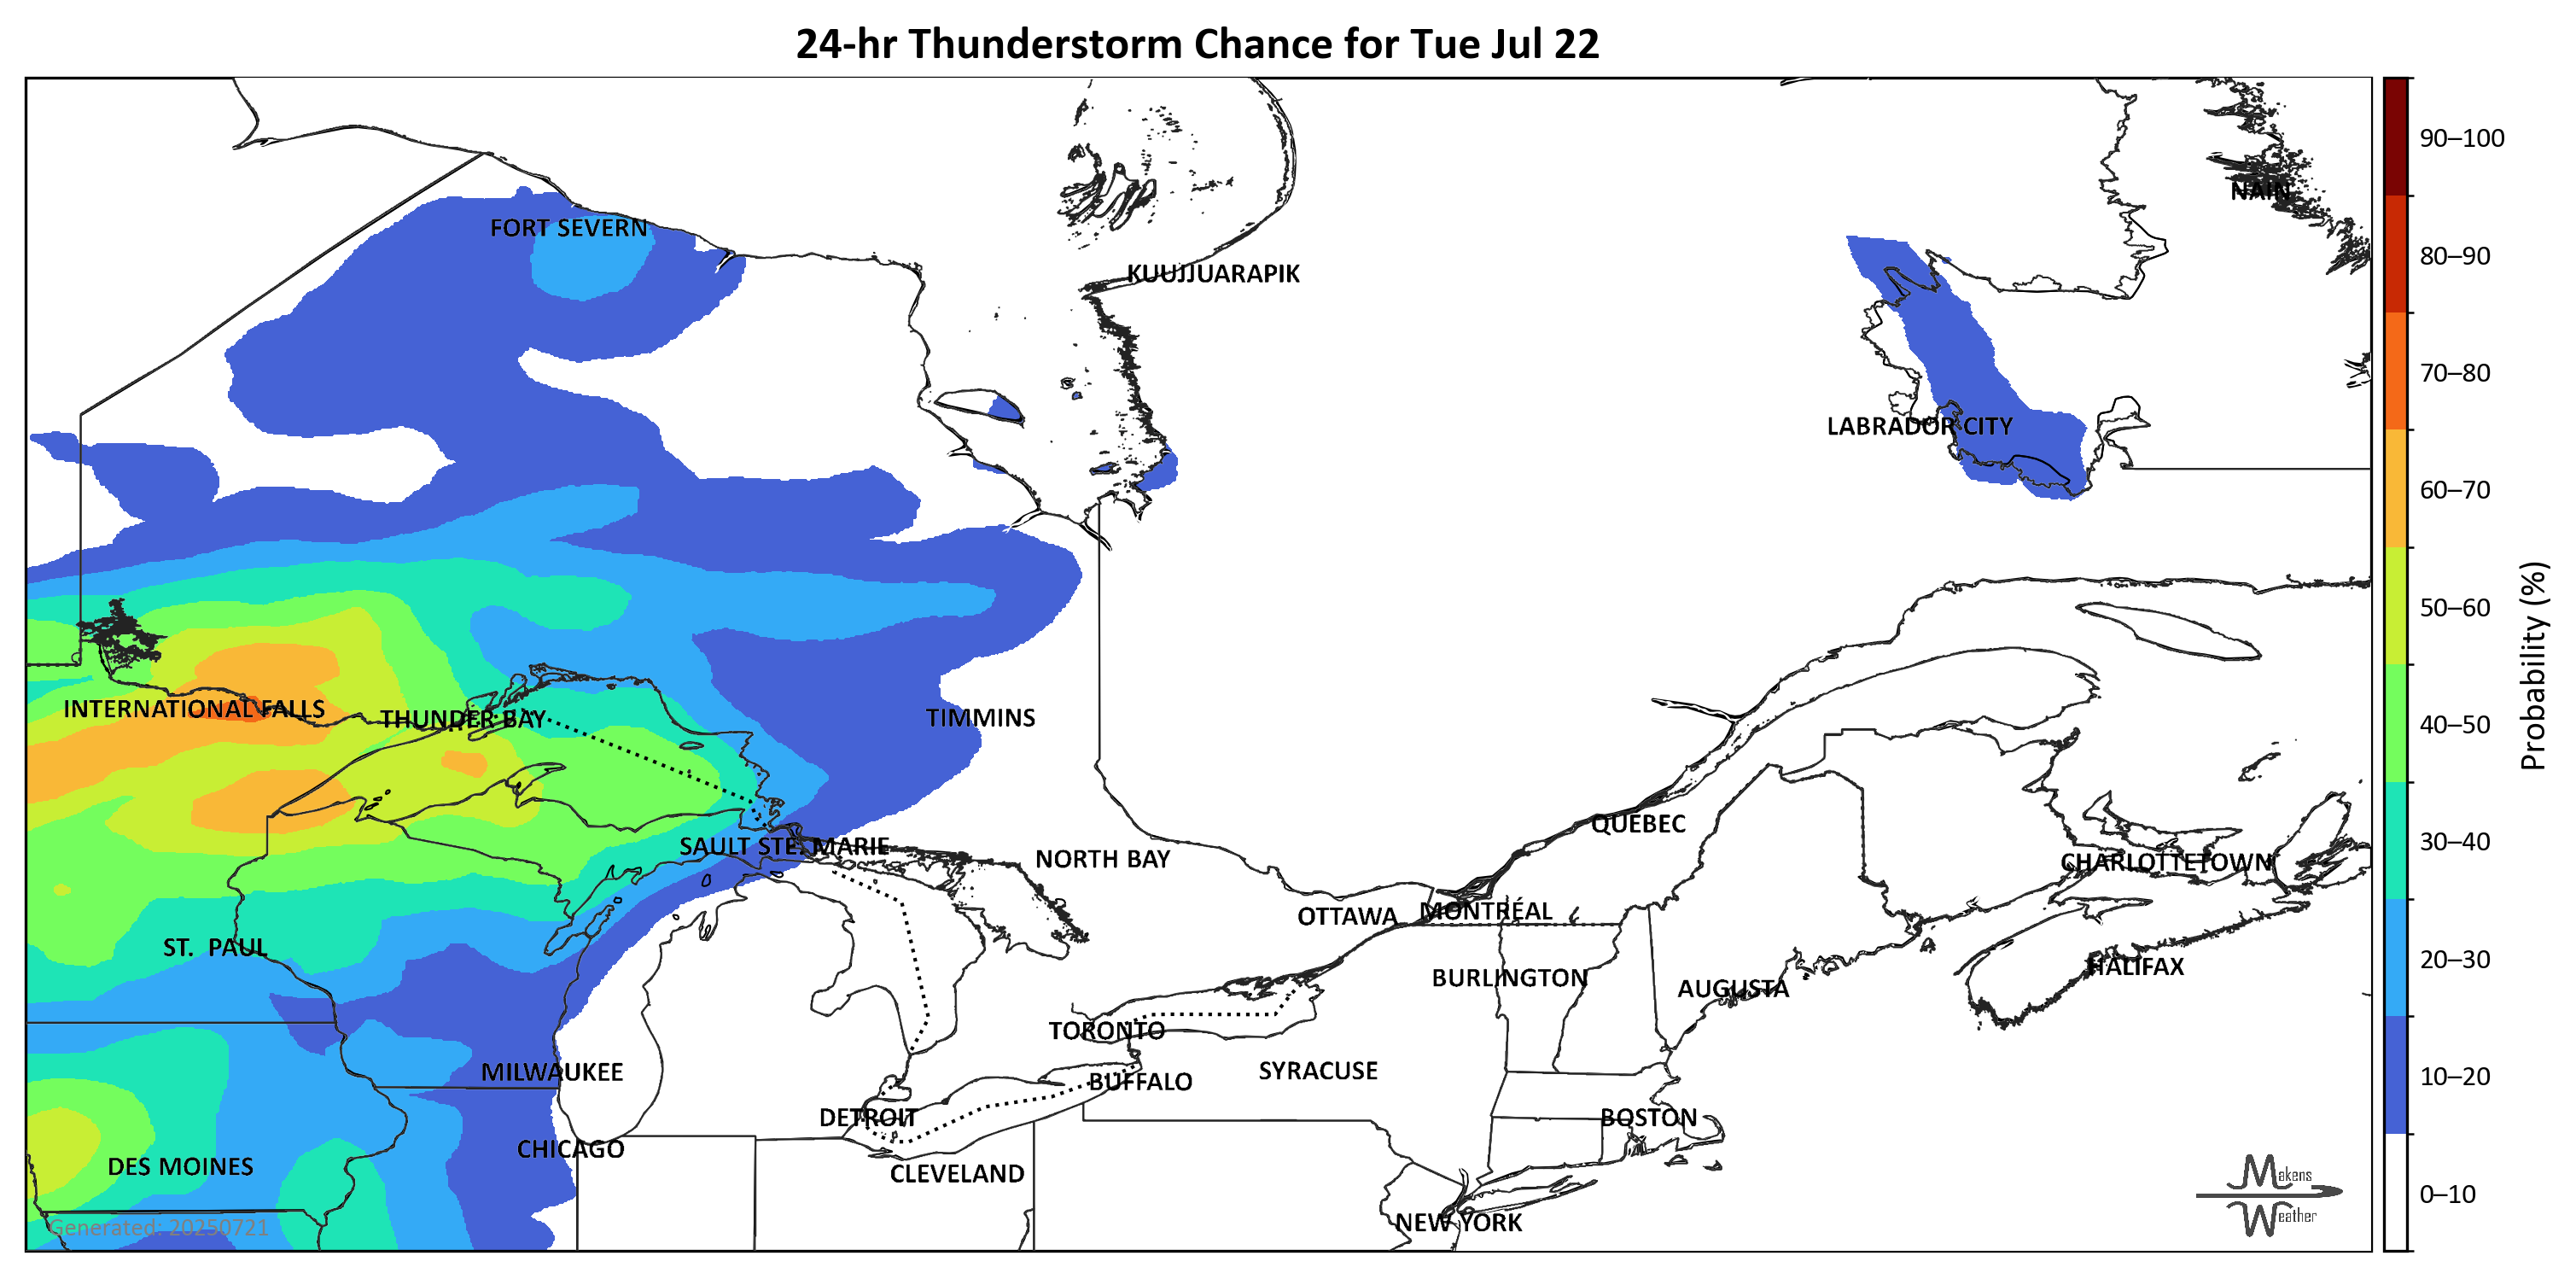 24-hr Thunderstorm Chance for Tue Jul 22
90–100
NAIN
FORT SEVERN
80–90
KUUJJUARAPIK
70–80
LABRADOR CITY
60–70
50–60
INTERNATIONAL FALLS
THUNDER BAY
TIMMINS
40–50
Probability (%)
QUEBEC
SAULT STE. MARIE
NORTH BAY
CHARLOTTETOWN
30–40
OTTAWA
MONTRÉAL
ST. PAUL
20–30
HALIFAX
BURLINGTON
AUGUSTA
TORONTO
MILWAUKEE
SYRACUSE
BUFFALO
10–20
DETROIT
BOSTON
CHICAGO
DES MOINES
CLEVELAND
Makens
Weather
0–10
NEW YORK
Generated: 20250721